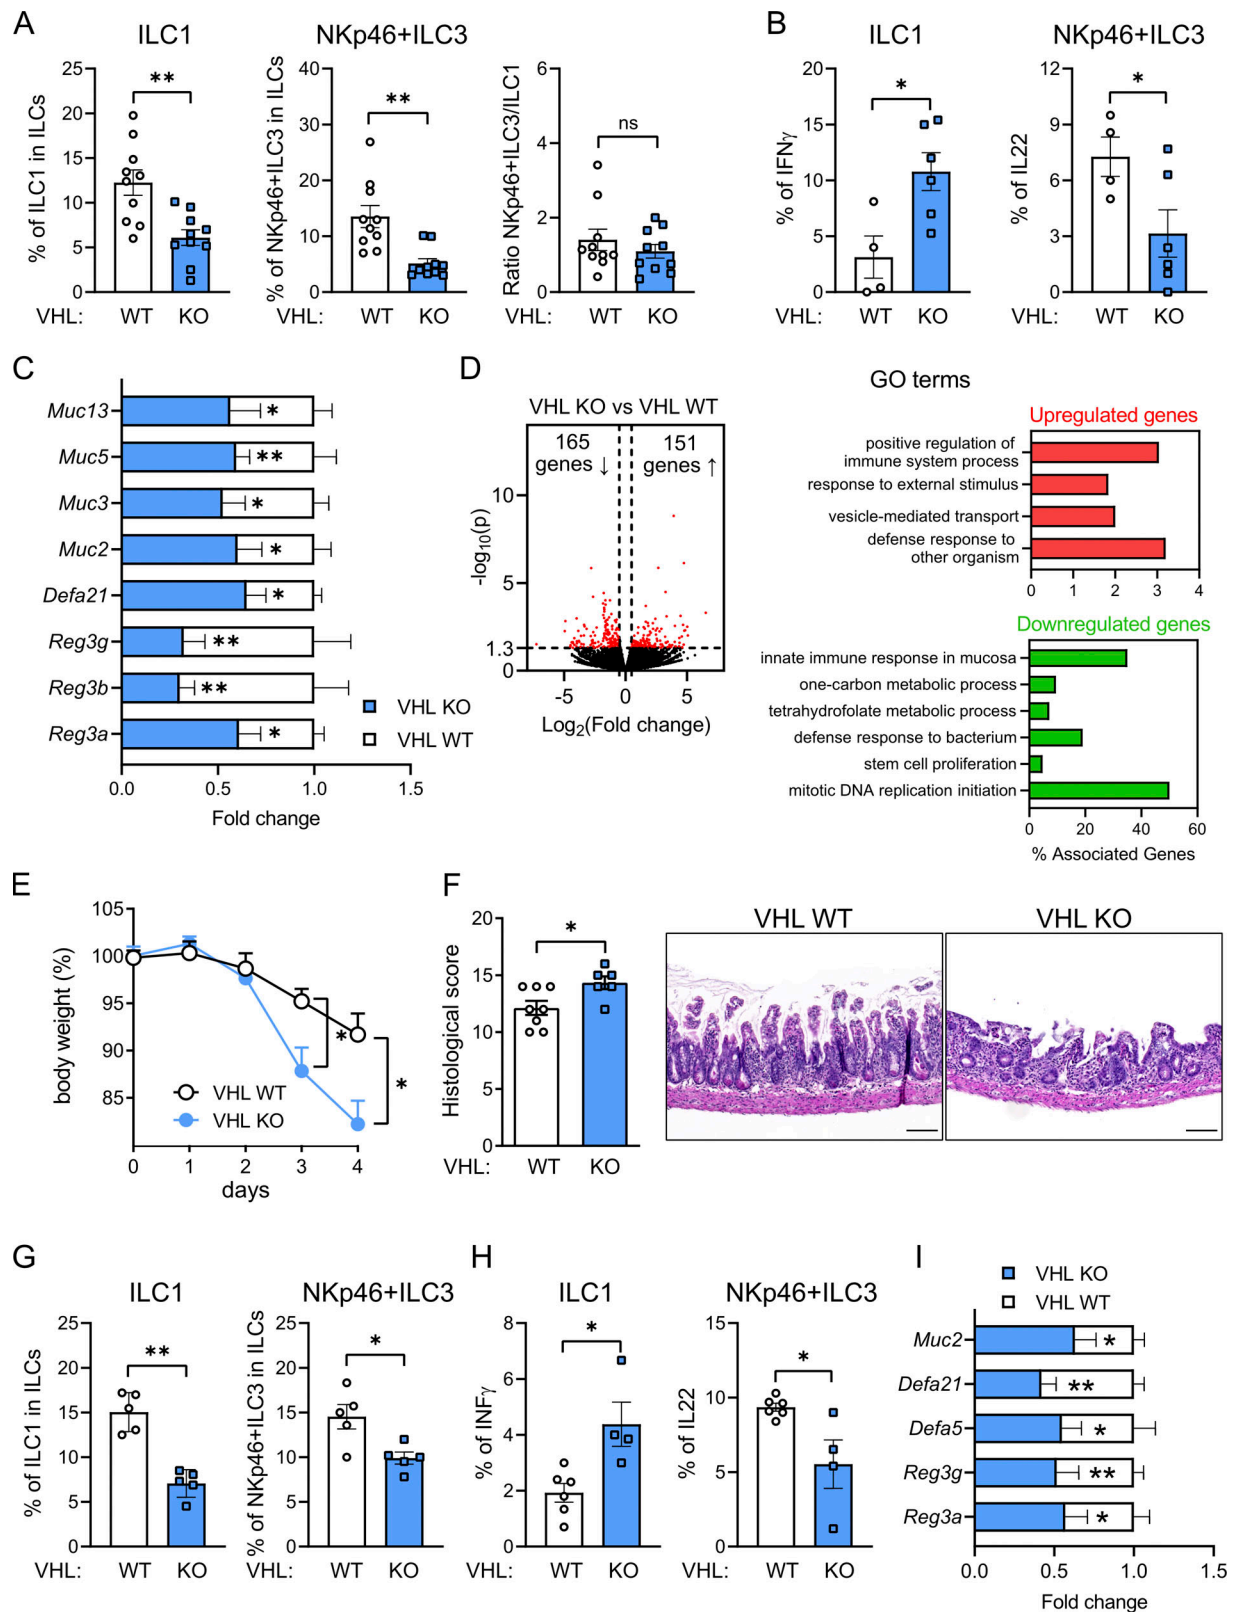 A
ILC1
% of ILC1 in ILCs
25
20
15
10
5
0
**
VHL: WT KO
NKp46+ILC3
% of NKp46+ILC3 in ILCs
40
30
20
10
0
**
WT KO
Ratio NKp46+ILC3/ILC1
6
4
2
0
ns
WT KO
B
ILC1
% of IFNγ
20
15
10
5
0
*
VHL: WT KO
NKp46+ILC3
% of IL22
12
9
6
3
0
*
WT KO
C
Muc13 *
Muc5 **
Muc3 *
Muc2 *
Defa21 *
Reg3g **
Reg3b **
Reg3a *
VHL KO
VHL WT
0.0 0.5 1.0 1.5
Fold change
D
VHL KO vs VHL WT
165
genes ↓
151
genes ↑
-log10(p)
10
5
1.3
0
-5 0 5
Log2(Fold change)
GO terms
Upregulated genes
positive regulation of
immune system process
response to external stimulus
vesicle-mediated transport
defense response to
other organism
0 1 2 3 4
Downregulated genes
innate immune response in mucosa
one-carbon metabolic process
tetrahydrofolate metabolic process
defense response to bacterium
stem cell proliferation
mitotic DNA replication initiation
0 20 40 60
% Associated Genes
E
body weight (%)
105
100
95
90
85
*
*
VHL WT
VHL KO
0 1 2 3 4
days
F
Histological score
20
15
10
5
0
*
VHL: WT KO
VHL WT
VHL KO
G
ILC1
% of ILC1 in ILCs
25
20
15
10
5
0
**
VHL: WT KO
NKp46+ILC3
% of NKp46+ILC3 in ILCs
25
20
15
10
5
0
*
WT KO
H
ILC1
% of INFγ
8
6
4
2
0
*
VHL: WT KO
NKp46+ILC3
% of IL22
15
10
5
0
*
WT KO
I
VHL KO
VHL WT
Muc2 *
Defa21 **
Defa5 *
Reg3g **
Reg3a *
0.0 0.5 1.0 1.5
Fold change